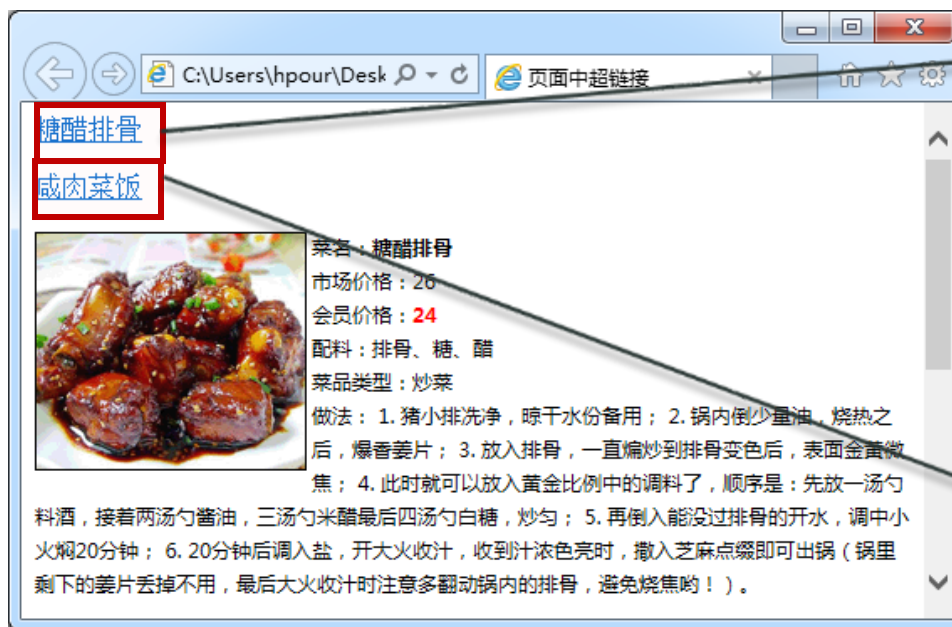 C:\Users\hpour\Desk
页面中超链接
糖醋排骨
咸肉菜饭
菜名：糖醋排骨
市场价格：26
会员价格：24
配料：排骨、糖、醋
菜品类型：炒菜
做法： 1. 猪小排洗净，晾干水份备用； 2. 锅内倒少量油，烧热之
后，爆香姜片； 3. 放入排骨，一直煸炒到排骨变色后，表面金黄微
焦； 4. 此时就可以放入黄金比例中的调料了，顺序是：先放一汤勺
料酒，接着两汤勺酱油，三汤勺米醋最后四汤勺白糖，炒匀； 5. 再倒入能没过排骨的开水，调中小
火焖20分钟； 6. 20分钟后调入盐，开大火收汁，收到汁浓色亮时，撒入芝麻点缀即可出锅（锅里
剩下的姜片丢掉不用，最后大火收汁时注意多翻动锅内的排骨，避免烧焦哟！）。